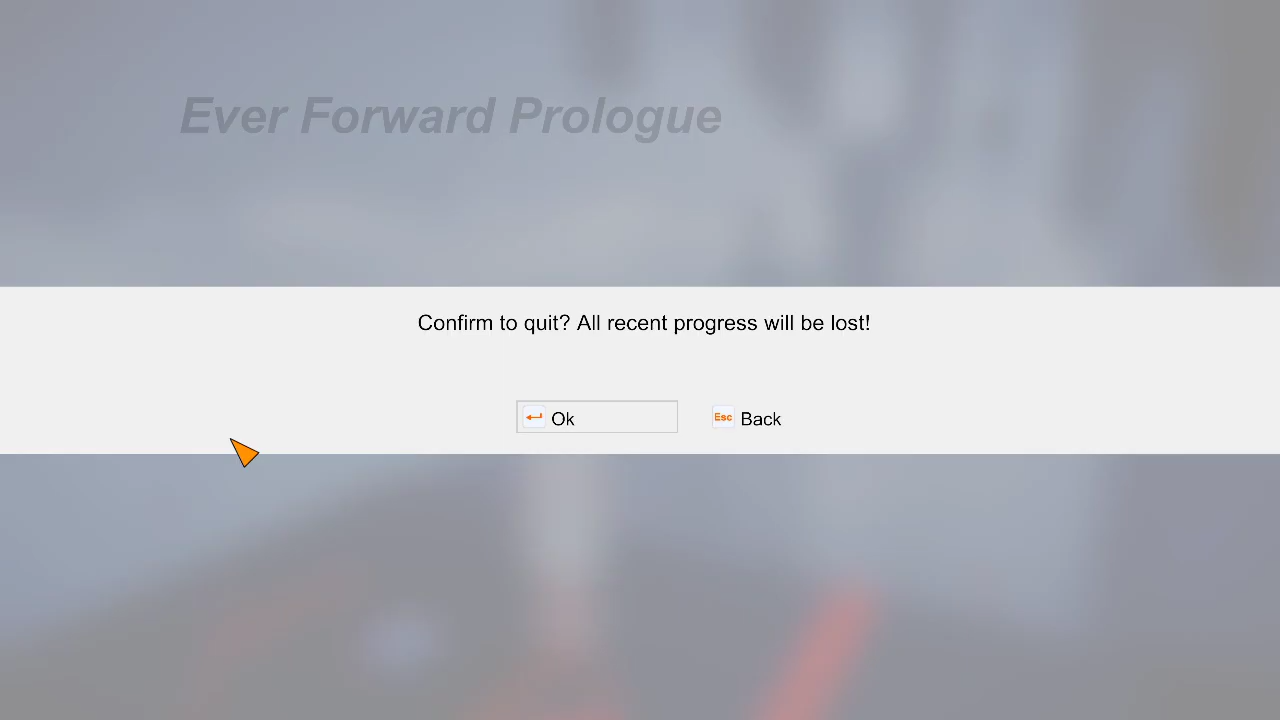 Ever Forward Prologue
Confirm to quit? All recent progress will be lost!
Ok
Esc Back